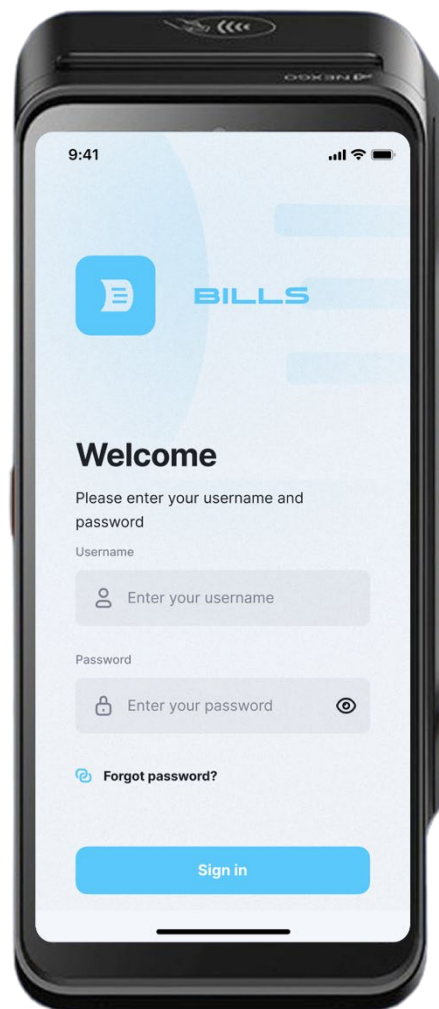 NEXGO
9:41
BILLS
Welcome
Please enter your username and
password
Username
Enter your username
Password
Enter your password
Forgot password?
Sign in